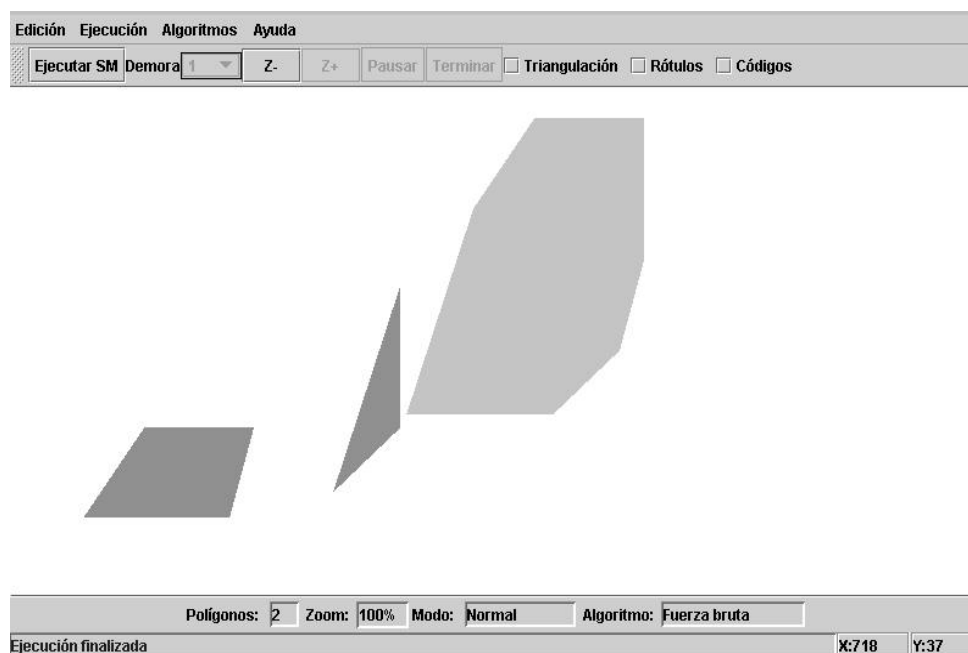 Edición Ejecución Algoritmos Ayuda
Ejecutar SM Demora 1 Z- Z+ Pausar Terminar Triangulación Rótulos Códigos
Polígonos: 2 Zoom: 100% Modo: Normal Algoritmo: Fuerza bruta
Ejecución finalizada X:718 Y:37